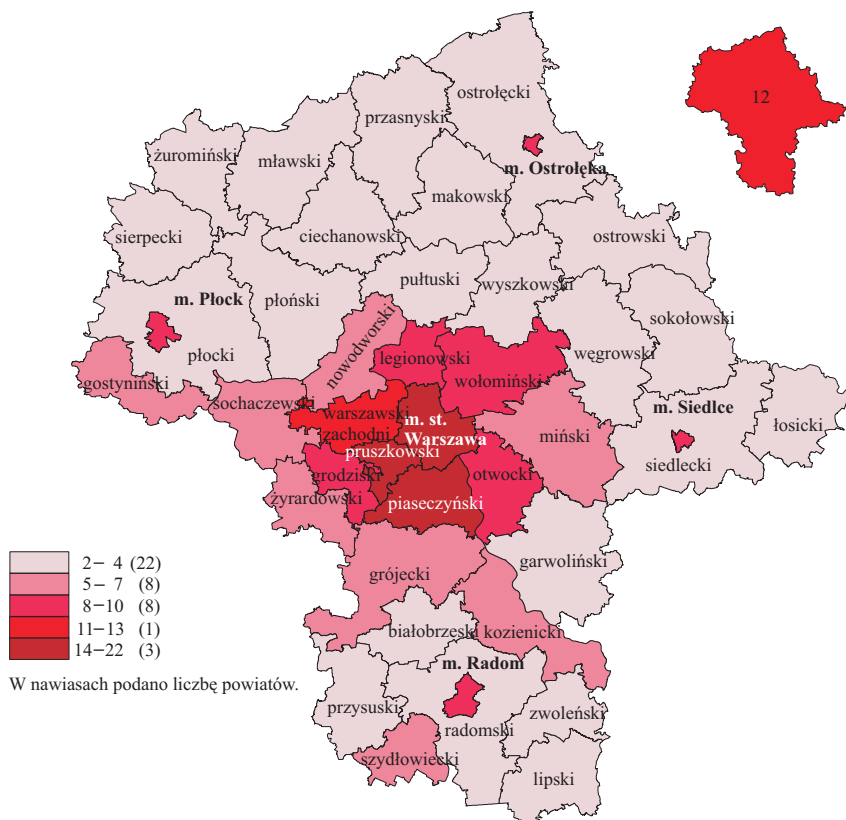 ostrołęcki
12
przasnyski
żuromiński
mławski
m. Ostrołęka
makowski
sierpecki
ciechanowski
ostrowski
pułtuski
wyszkowski
m. Płock
płoński
sokołowski
nowodworski
legionowski
węgrowski
płocki
gostyniński
wołomiński
sochaczewski
m. Siedlce
warszawski
zachodni
m. st.
Warszawa
miński
łosicki
pruszkowski
siedlecki
grodziski
otwocki
żyrardowski
piaseczyński
garwoliński
grójecki
białobrzeski
kozienicki
m. Radom
przysuski
zwoleński
radomski
szydłowiecki
lipski
2– 4 (22)
5– 7 (8)
8–10 (8)
11–13 (1)
14–22 (3)
W nawiasach podano liczbę powiatów.